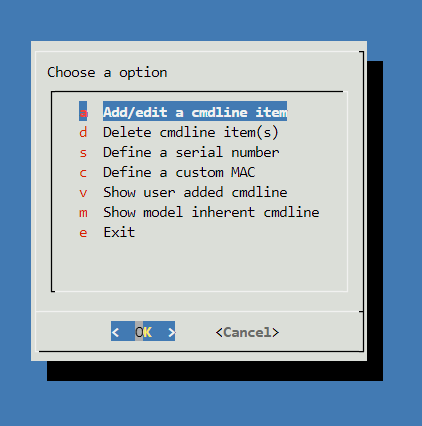 Choose a option
a Add/edit a cmdline item
d Delete cmdline item(s)
s Define a serial number
c Define a custom MAC
v Show user added cmdline
m Show model inherent cmdline
e Exit
< OK > <Cancel>